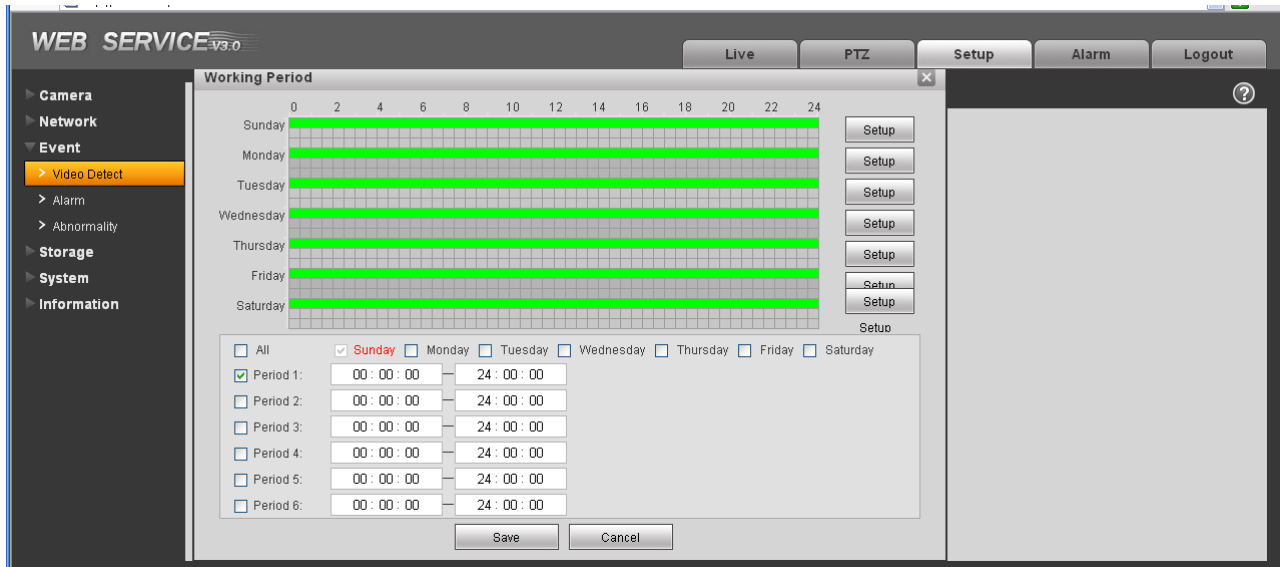 WEB SERVICE V3.0
Live PTZ Setup Alarm Logout
Working Period
Camera
Network
Event
> Video Detect
> Alarm
> Abnormality
Storage
System
Information
0 2 4 6 8 10 12 14 16 18 20 22 24
Sunday Setup
Monday Setup
Tuesday Setup
Wednesday Setup
Thursday Setup
Friday Setup
Saturday Setup
Setup
All Sunday Monday Tuesday Wednesday Thursday Friday Saturday
Period 1: 00 : 00 : 00 — 24 : 00 : 00
Period 2: 00 : 00 : 00 — 24 : 00 : 00
Period 3: 00 : 00 : 00 — 24 : 00 : 00
Period 4: 00 : 00 : 00 — 24 : 00 : 00
Period 5: 00 : 00 : 00 — 24 : 00 : 00
Period 6: 00 : 00 : 00 — 24 : 00 : 00
Save Cancel